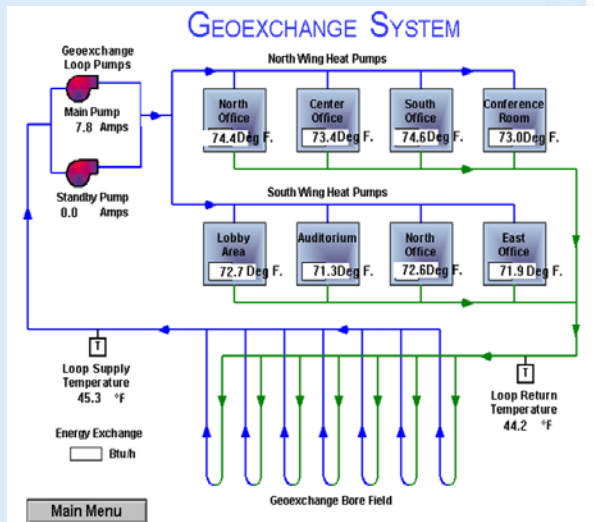 GEOEXCHANGE SYSTEM
Geoexchange
Loop Pumps
Main Pump
7.8 Amps
Standby Pump
0.0 Amps
North Wing Heat Pumps
North
Office
74.4 Deg F.
Center
Office
73.4 Deg F.
South
Office
74.6 Deg F.
Conference
Room
73.0 Deg F.
South Wing Heat Pumps
Lobby
Area
72.7 Deg F.
Auditorium
71.3 Deg F.
North
Office
72.6 Deg F.
East
Office
71.9 Deg F.
T
Loop Supply
Temperature
45.3 °F
T
Loop Return
Temperature
44.2 °F
Energy Exchange
Btu/h
Geoexchange Bore Field
Main Menu